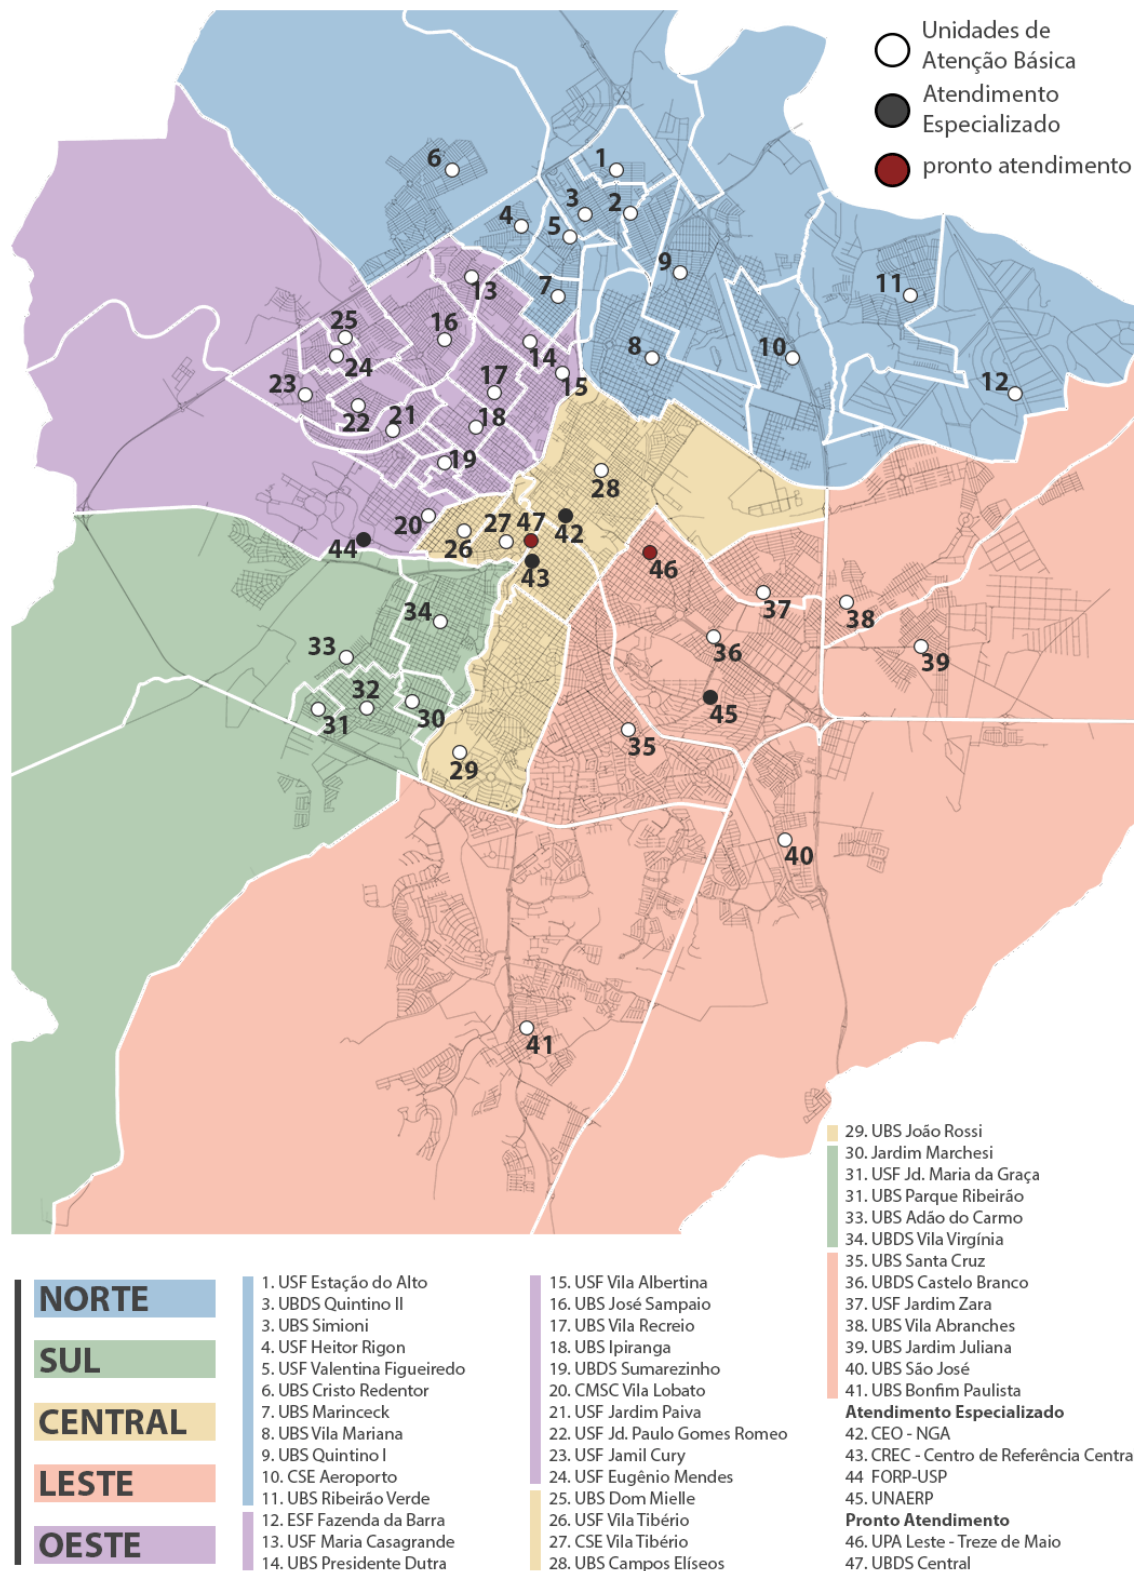 Unidades de
Atenção Básica
Atendimento
Especializado
pronto atendimento
1
6
3
2
4
5
9
7
11
13
25
16
8
10
14
24
17
15
12
23
22
21
18
19
28
20
27
47
26
42
44
43
46
37
38
34
36
33
39
32
45
31
30
35
29
40
41
NORTE
SUL
CENTRAL
LESTE
OESTE
1. USF Estação do Alto
3. UBDS Quintino II
3. UBS Simioni
4. USF Heitor Rigon
5. USF Valentina Figueiredo
6. UBS Cristo Redentor
7. UBS Marinceck
8. UBS Vila Mariana
9. UBS Quintino I
10. CSE Aeroporto
11. UBS Ribeirão Verde
12. ESF Fazenda da Barra
13. USF Maria Casagrande
14. UBS Presidente Dutra
15. USF Vila Albertina
16. UBS José Sampaio
17. UBS Vila Recreio
18. UBS Ipiranga
19. UBDS Sumarezinho
20. CMSC Vila Lobato
21. USF Jardim Paiva
22. USF Jd. Paulo Gomes Romeo
23. USF Jamil Cury
24. USF Eugênio Mendes
25. UBS Dom Mielle
26. USF Vila Tibério
27. CSE Vila Tibério
28. UBS Campos Elíseos
29. UBS João Rossi
30. Jardim Marchesi
31. USF Jd. Maria da Graça
31. UBS Parque Ribeirão
33. UBS Adão do Carmo
34. UBDS Vila Virgínia
35. UBS Santa Cruz
36. UBDS Castelo Branco
37. USF Jardim Zara
38. UBS Vila Abranches
39. UBS Jardim Juliana
40. UBS São José
41. UBS Bonfim Paulista
Atendimento Especializado
42. CEO - NGA
43. CREC - Centro de Referência Centra
44 FORP-USP
45. UNAERP
Pronto Atendimento
46. UPA Leste - Treze de Maio
47. UBDS Central